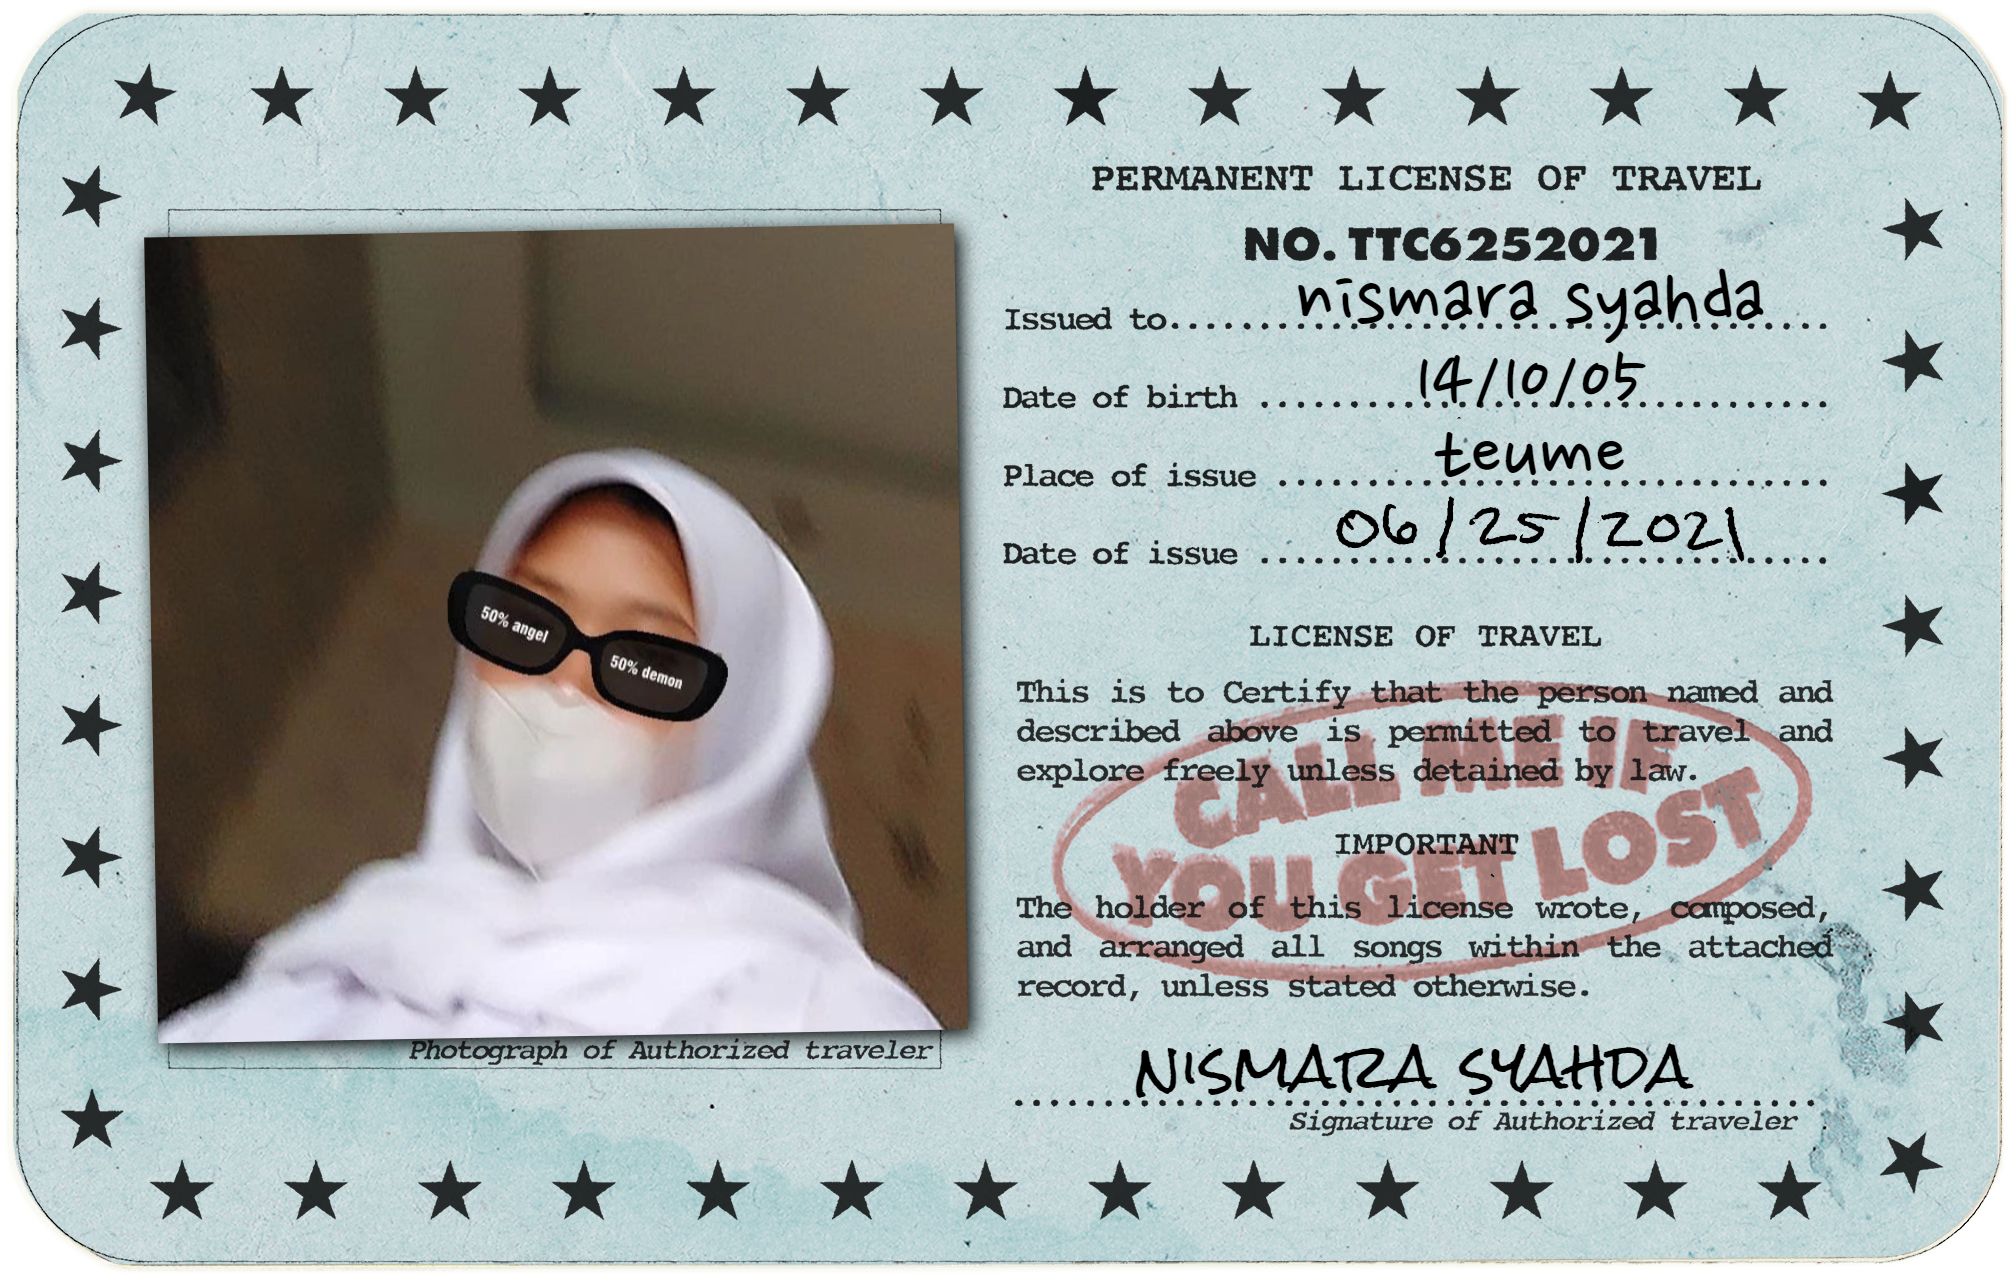 PERMANENT LICENSE OF TRAVEL
NO. TTC6252021
Issued to nismara syahda
Date of birth 14/10/05
Place of issue teume
Date of issue 06/25/2021
50% angel
50% demon
LICENSE OF TRAVEL
This is to Certify that the person named and
described above is permitted to travel and
explore freely unless detained by law.
CALL ME IF
YOU GET LOST
IMPORTANT
The holder of this license wrote, composed,
and arranged all songs within the attached
record, unless stated otherwise.
Photograph of Authorized traveler
NISMARA SYAHDA
Signature of Authorized traveler